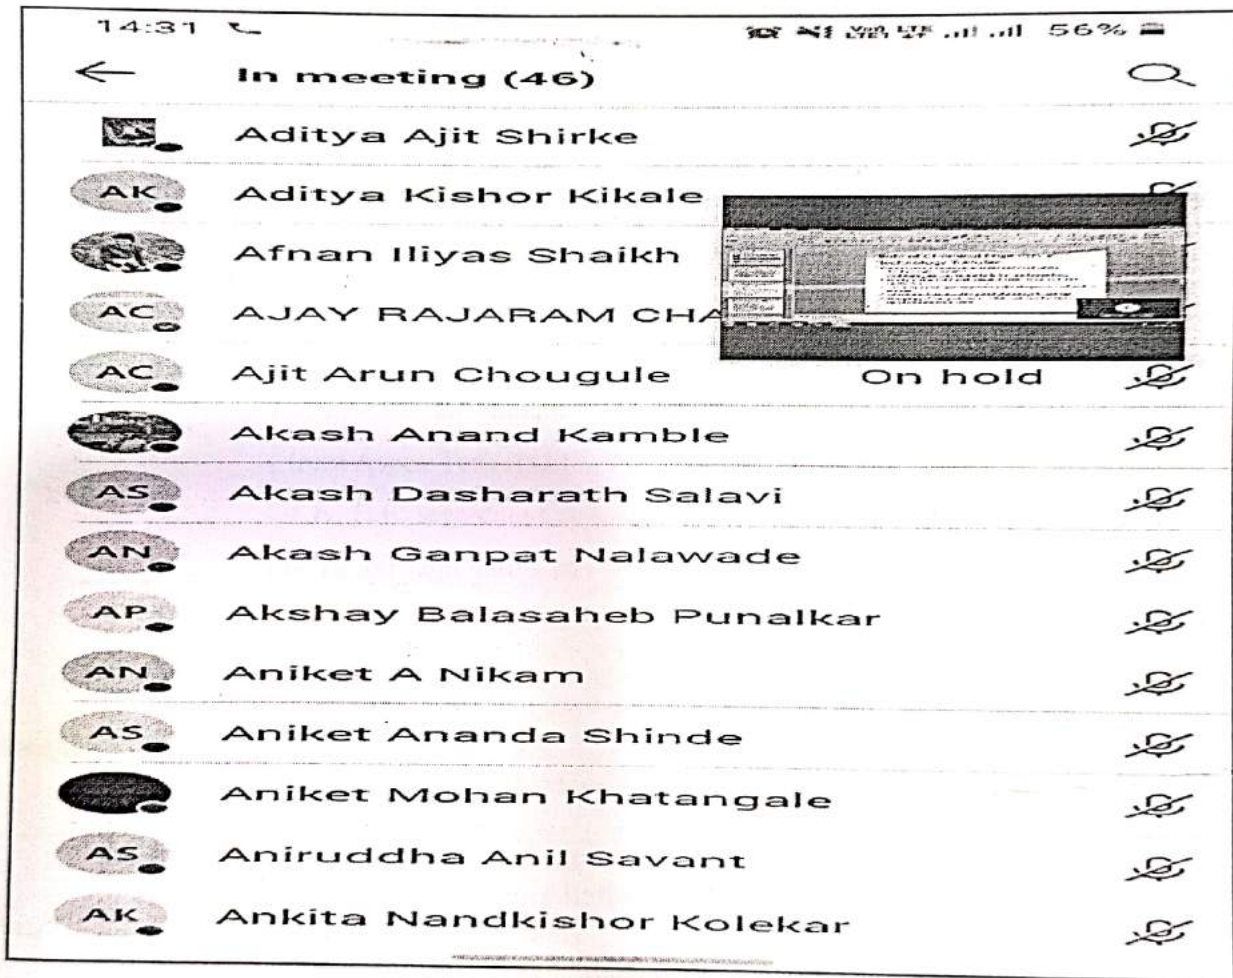 14:31 56%
In meeting (46)
Aditya Ajit Shirke
AK Aditya Kishor Kikale
Afnan Iliyas Shaikh
AC AJAY RAJARAM CHA
AC Ajit Arun Chougule On hold
Akash Anand Kamble
AS Akash Dasharath Salavi
AN Akash Ganpat Nalawade
AP Akshay Balasaheb Punalkar
AN Aniket A Nikam
AS Aniket Ananda Shinde
Aniket Mohan Khatangale
AS Aniruddha Anil Savant
AK Ankita Nandkishor Kolekar